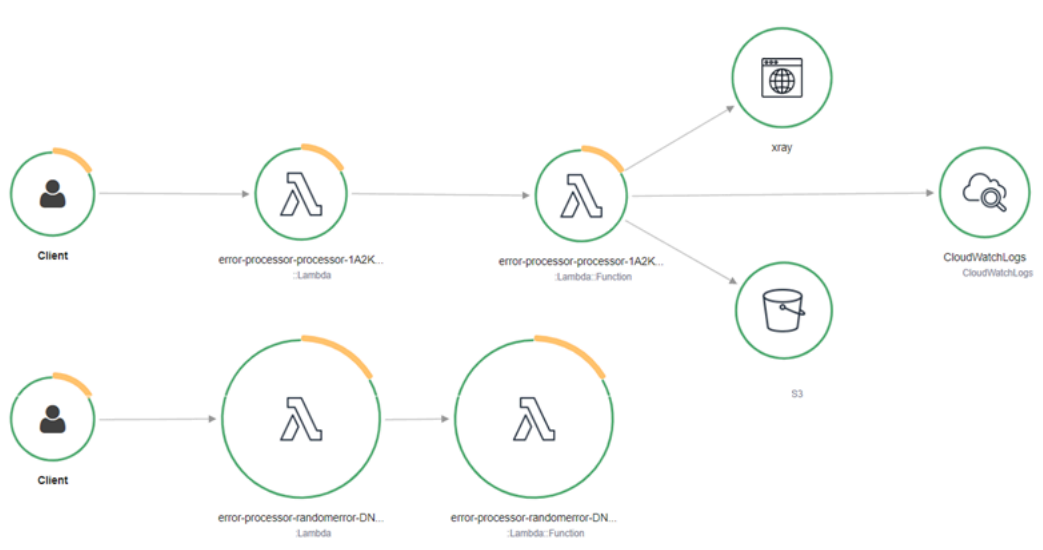 xray
Client
error-processor-processor-1A2K...
::Lambda
error-processor-processor-1A2K...
:Lambda::Function
CloudWatchLogs
CloudWatchLogs
S3
Client
error-processor-randomerror-DN...
:Lambda
error-processor-randomerror-DN...
:Lambda::Function